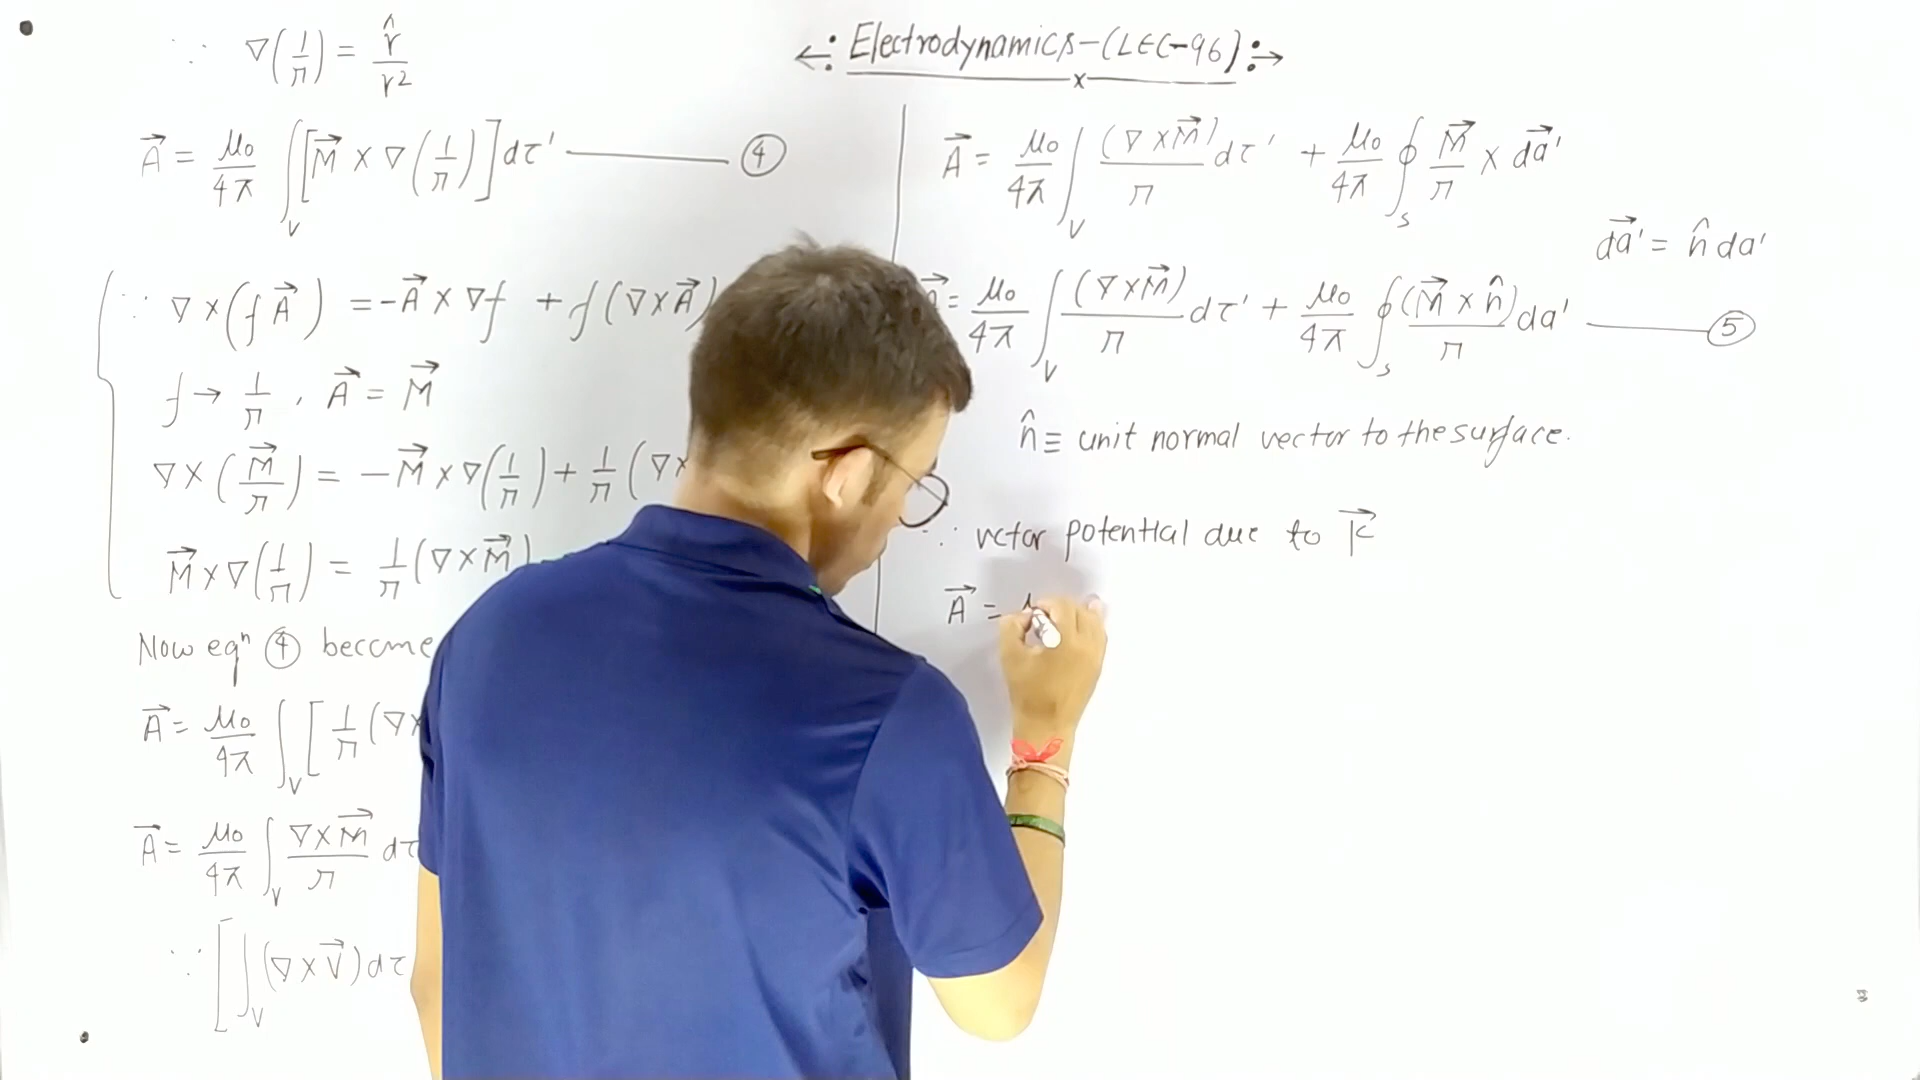 ←: Electrodynamics-(LEC-96) :→
∵ ∇(1/r) = r̂/r²
A⃗ = μ₀/4π ∫_V [M⃗ × ∇(1/r)] dτ' —— ④
∵ ∇×(f A⃗) = -A⃗ × ∇f + f(∇×A⃗)
f → 1/r , A⃗ = M⃗
∇×(M⃗/r) = -M⃗×∇(1/r) + 1/r (∇×
M⃗×∇(1/r) = 1/r (∇×M⃗)
Now eqⁿ ④ become
A⃗ = μ₀/4π ∫_V [1/r (∇×
A⃗ = μ₀/4π ∫_V ∇×M⃗/r dτ
∵ [∫_V (∇×V⃗) dτ
A⃗ = μ₀/4π ∫_V (∇×M⃗)/r dτ' + μ₀/4π ∮_S M⃗/r × da⃗'
da⃗' = n̂ da'
= μ₀/4π ∫_V (∇×M⃗)/r dτ' + μ₀/4π ∮_S (M⃗×n̂)/r da' —— ⑤
n̂ ≡ unit normal vector to the surface.
∵ vctor potential due to K⃗
A⃗ =